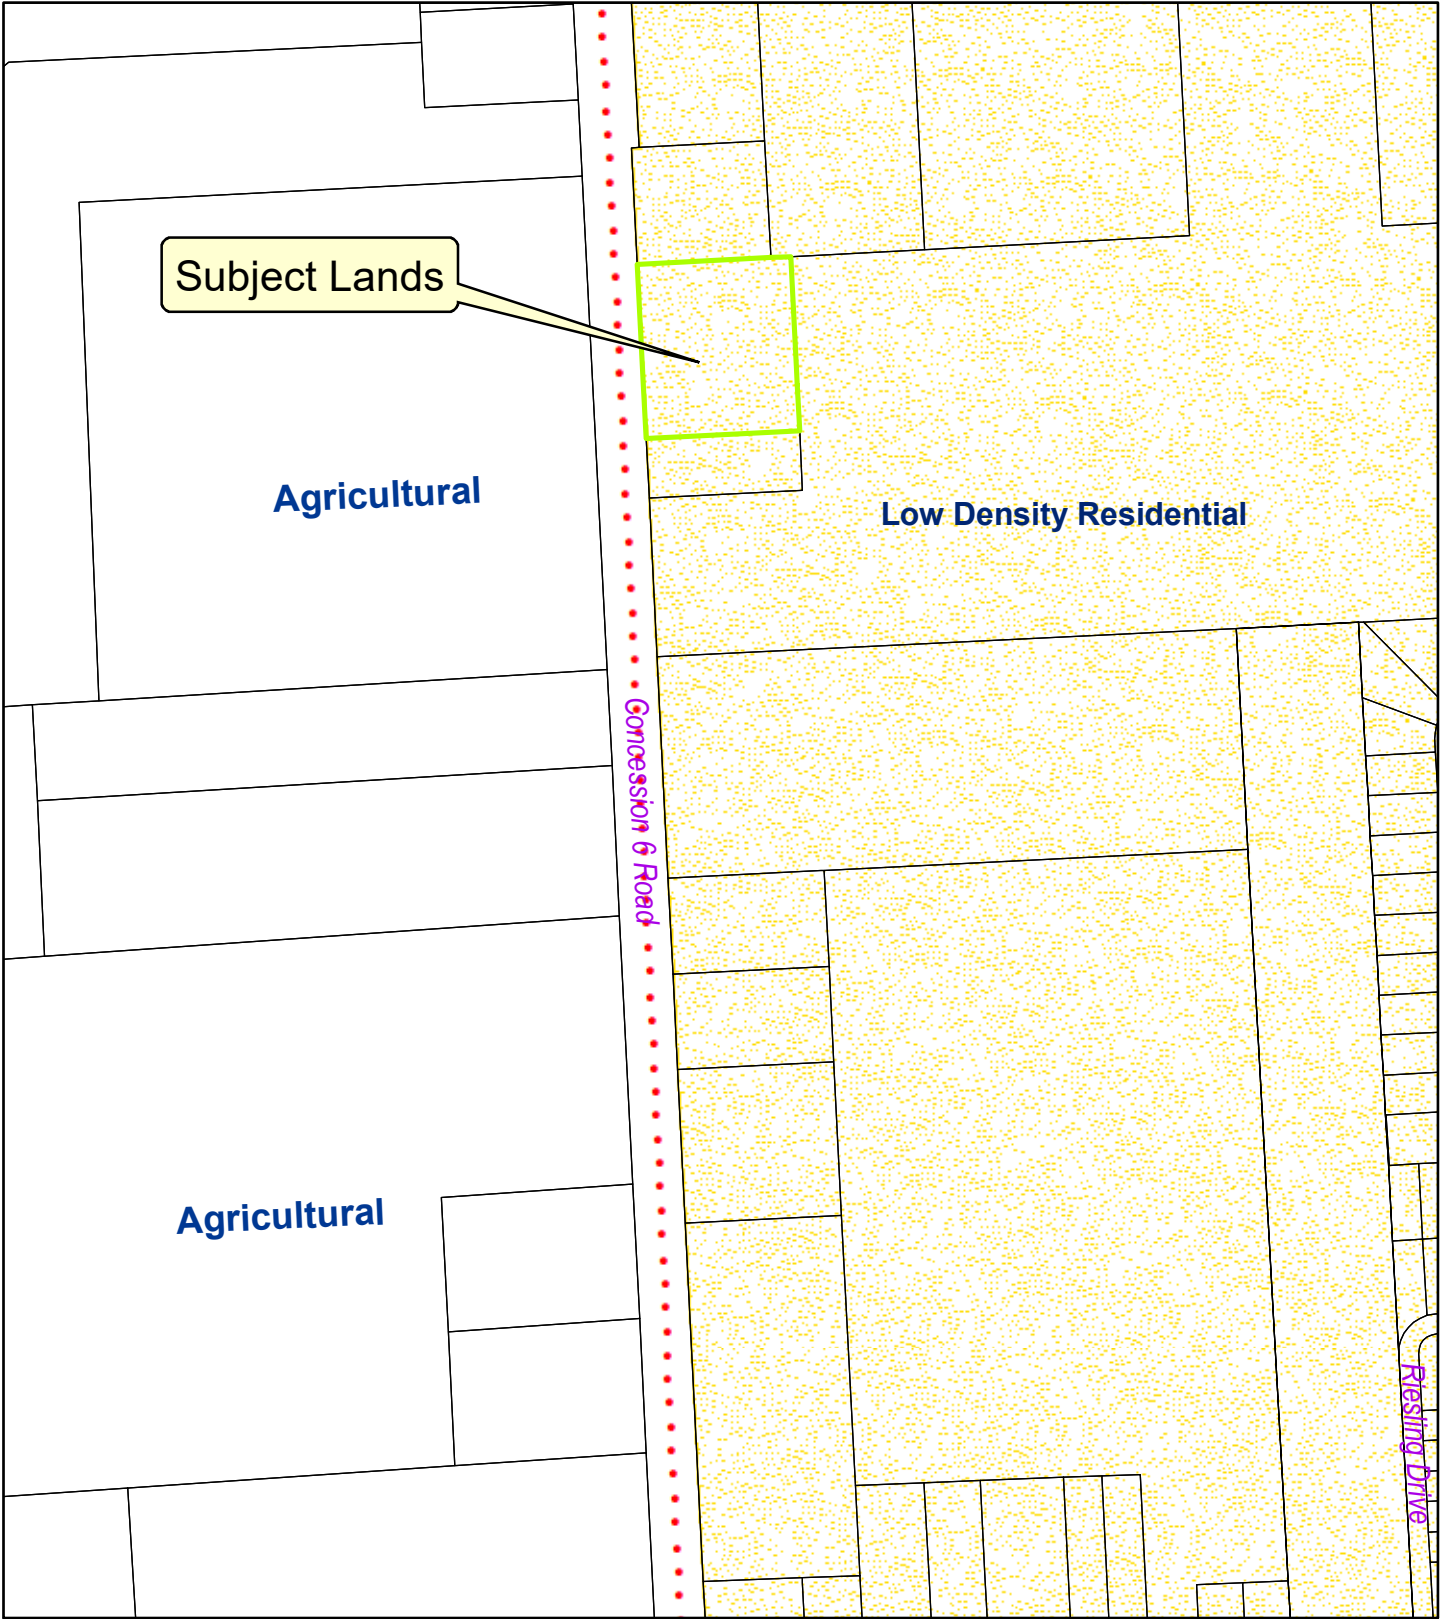 Subject Lands
Agricultural
Low Density Residential
Concession 6 Road
Agricultural
Riesling Drive